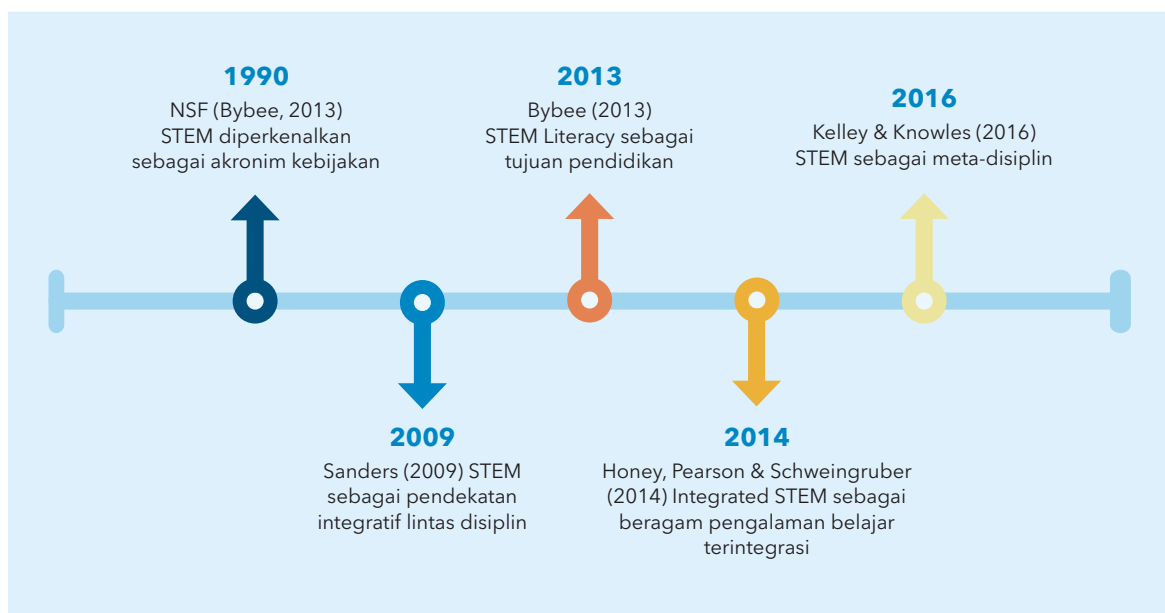 1990
NSF (Bybee, 2013)
STEM diperkenalkan
sebagai akronim kebijakan
2009
Sanders (2009) STEM
sebagai pendekatan
integratif lintas disiplin
2013
Bybee (2013)
STEM Literacy sebagai
tujuan pendidikan
2014
Honey, Pearson & Schweingruber
(2014) Integrated STEM sebagai
beragam pengalaman belajar
terintegrasi
2016
Kelley & Knowles (2016)
STEM sebagai meta-disiplin